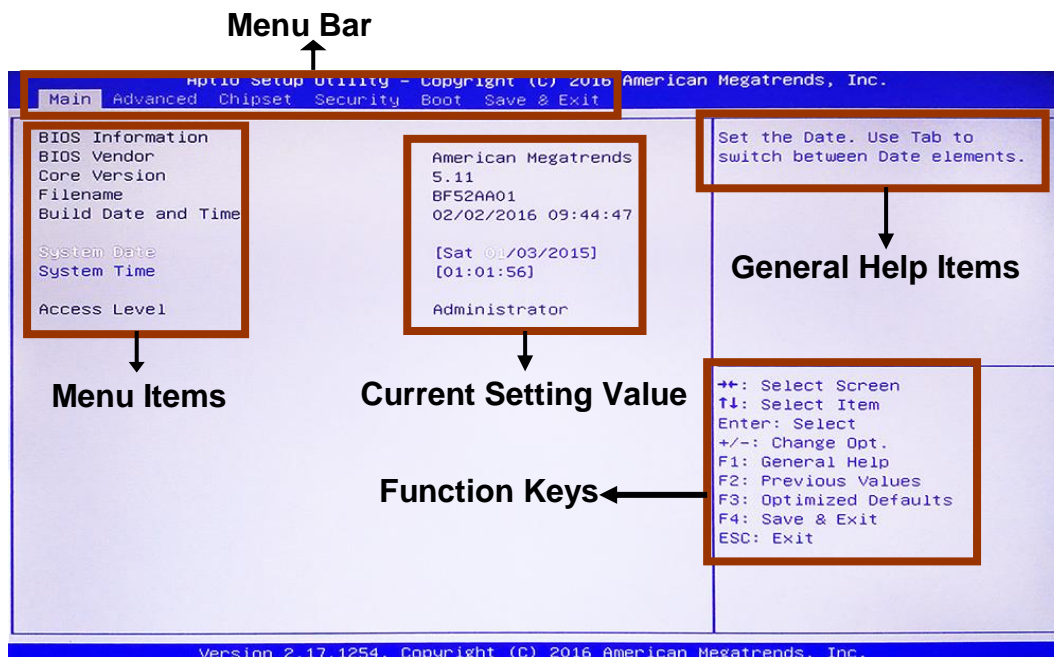 Menu Bar
Aptio Setup Utility – Copyright (C) 2016 American Megatrends, Inc.
Main Advanced Chipset Security Boot Save & Exit
BIOS Information
BIOS Vendor American Megatrends
Core Version 5.11
Filename BF52AA01
Build Date and Time 02/02/2016 09:44:47
System Date [Sat 01/03/2015]
System Time [01:01:56]
Access Level Administrator
Set the Date. Use Tab to
switch between Date elements.
General Help Items
Menu Items
Current Setting Value
→←: Select Screen
↑↓: Select Item
Enter: Select
+/-: Change Opt.
F1: General Help
F2: Previous Values
F3: Optimized Defaults
F4: Save & Exit
ESC: Exit
Function Keys
Version 2.17.1254. Copyright (C) 2016 American Megatrends, Inc.